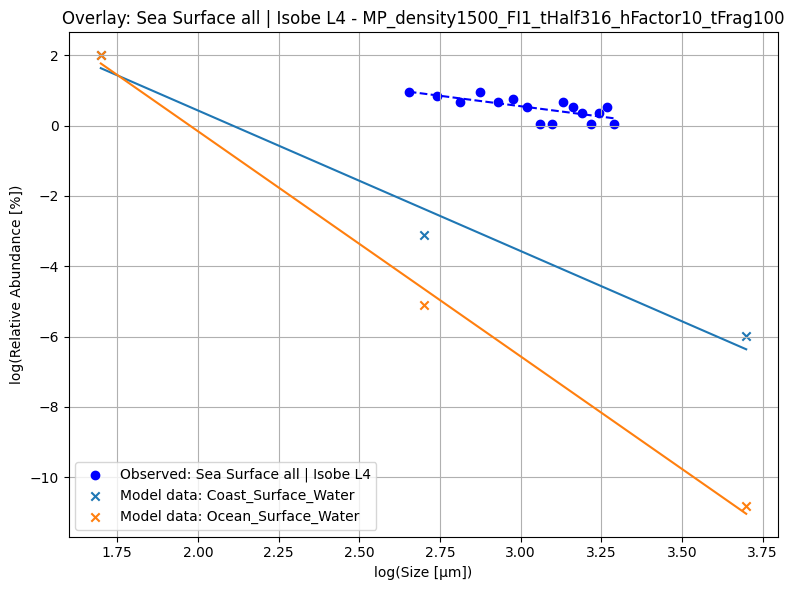 Overlay: Sea Surface all | Isobe L4 - MP_density1500_FI1_tHalf316_hFactor10_tFrag100
log(Relative Abundance [%])
2
0
−2
−4
−6
−8
−10
Observed: Sea Surface all | Isobe L4
Model data: Coast_Surface_Water
Model data: Ocean_Surface_Water
1.75 2.00 2.25 2.50 2.75 3.00 3.25 3.50 3.75
log(Size [μm])